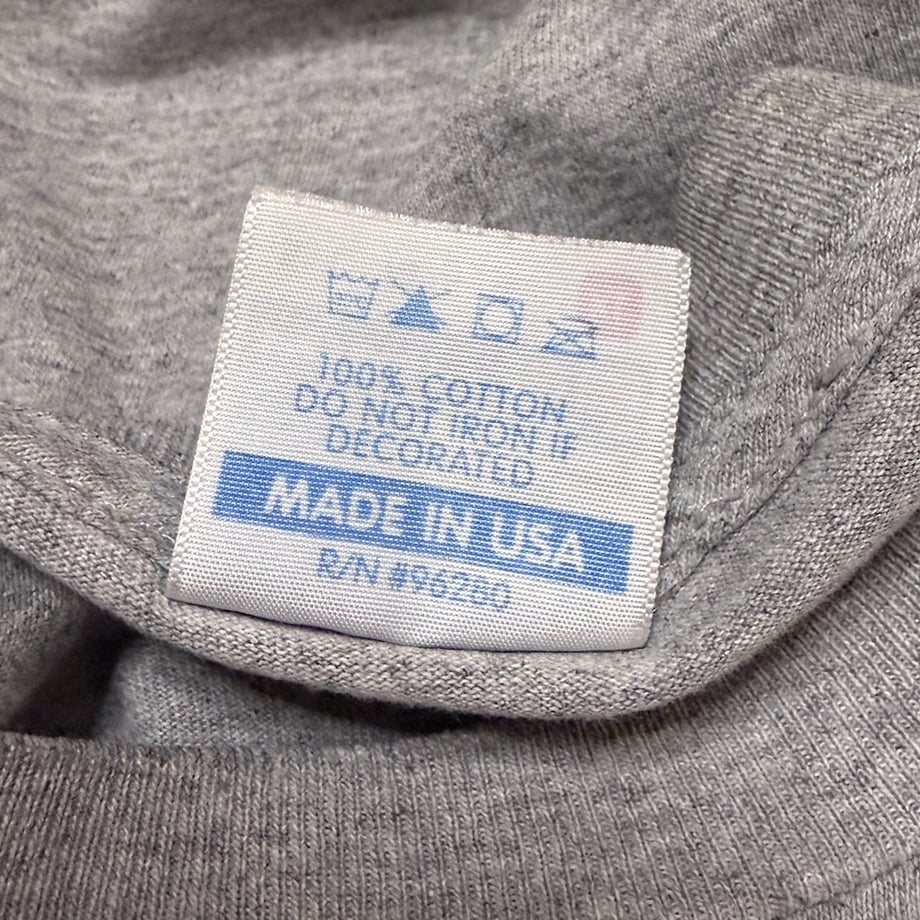 100% COTTON
DO NOT IRON IF
DECORATED
MADE IN USA
R/N #96280